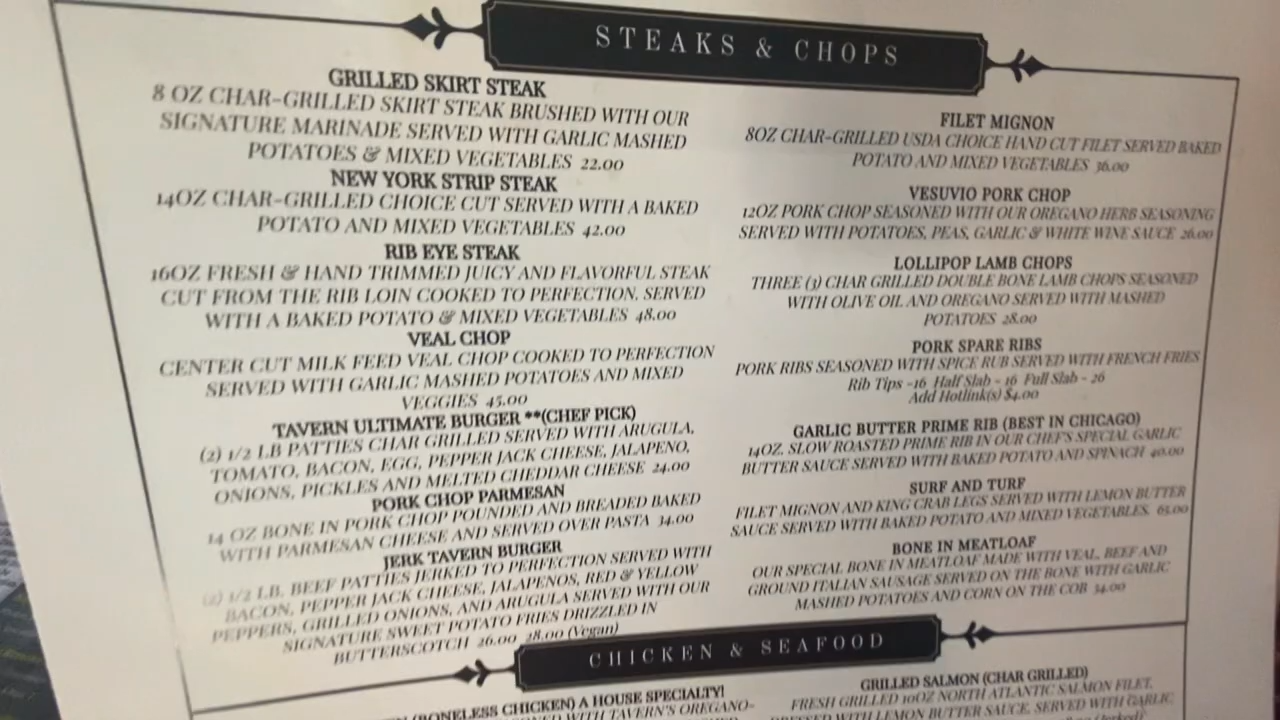 STEAKS & CHOPS
GRILLED SKIRT STEAK
8 OZ CHAR-GRILLED SKIRT STEAK BRUSHED WITH OUR
SIGNATURE MARINADE SERVED WITH GARLIC MASHED
POTATOES & MIXED VEGETABLES 22.00
NEW YORK STRIP STEAK
14OZ CHAR-GRILLED CHOICE CUT SERVED WITH A BAKED
POTATO AND MIXED VEGETABLES 42.00
RIB EYE STEAK
16OZ FRESH & HAND TRIMMED JUICY AND FLAVORFUL STEAK
CUT FROM THE RIB LOIN COOKED TO PERFECTION. SERVED
WITH A BAKED POTATO & MIXED VEGETABLES 48.00
VEAL CHOP
CENTER CUT MILK FEED VEAL CHOP COOKED TO PERFECTION
SERVED WITH GARLIC MASHED POTATOES AND MIXED
VEGGIES 45.00
TAVERN ULTIMATE BURGER **(CHEF PICK)
(2) 1/2 LB PATTIES CHAR GRILLED SERVED WITH ARUGULA,
TOMATO, BACON, EGG, PEPPER JACK CHEESE, JALAPENO,
ONIONS, PICKLES AND MELTED CHEDDAR CHEESE 24.00
PORK CHOP PARMESAN
14 OZ BONE IN PORK CHOP POUNDED AND BREADED BAKED
WITH PARMESAN CHEESE AND SERVED OVER PASTA 34.00
JERK TAVERN BURGER
(2) 1/2 LB. BEEF PATTIES JERKED TO PERFECTION SERVED WITH
BACON, PEPPER JACK CHEESE, JALAPENOS, RED & YELLOW
PEPPERS, GRILLED ONIONS, AND ARUGULA SERVED WITH OUR
SIGNATURE SWEET POTATO FRIES DRIZZLED IN
BUTTERSCOTCH 26.00 28.00 (Vegan)
FILET MIGNON
8OZ CHAR-GRILLED USDA CHOICE HAND CUT FILET SERVED BAKED
POTATO AND MIXED VEGETABLES 36.00
VESUVIO PORK CHOP
12OZ PORK CHOP SEASONED WITH OUR OREGANO HERB SEASONING
SERVED WITH POTATOES, PEAS, GARLIC & WHITE WINE SAUCE 26.00
LOLLIPOP LAMB CHOPS
THREE (3) CHAR GRILLED DOUBLE BONE LAMB CHOPS SEASONED
WITH OLIVE OIL AND OREGANO SERVED WITH MASHED
POTATOES 28.00
PORK SPARE RIBS
PORK RIBS SEASONED WITH SPICE RUB SERVED WITH FRENCH FRIES
Rib Tips -16 Half Slab - 16 Full Slab - 26
Add Hotlink(s) $4.00
GARLIC BUTTER PRIME RIB (BEST IN CHICAGO)
14OZ. SLOW ROASTED PRIME RIB IN OUR CHEF'S SPECIAL GARLIC
BUTTER SAUCE SERVED WITH BAKED POTATO AND SPINACH 40.00
SURF AND TURF
FILET MIGNON AND KING CRAB LEGS SERVED WITH LEMON BUTTER
SAUCE SERVED WITH BAKED POTATO AND MIXED VEGETABLES. 65.00
BONE IN MEATLOAF
OUR SPECIAL BONE IN MEATLOAF MADE WITH VEAL, BEEF AND
GROUND ITALIAN SAUSAGE SERVED ON THE BONE WITH GARLIC
MASHED POTATOES AND CORN ON THE COB 34.00
CHICKEN & SEAFOOD
(BONELESS CHICKEN) A HOUSE SPECIALTY!
WITH TAVERN'S OREGANO-
GRILLED SALMON (CHAR GRILLED)
FRESH GRILLED 10OZ NORTH ATLANTIC SALMON FILET,
WITH LEMON BUTTER SAUCE. SERVED WITH GARLIC